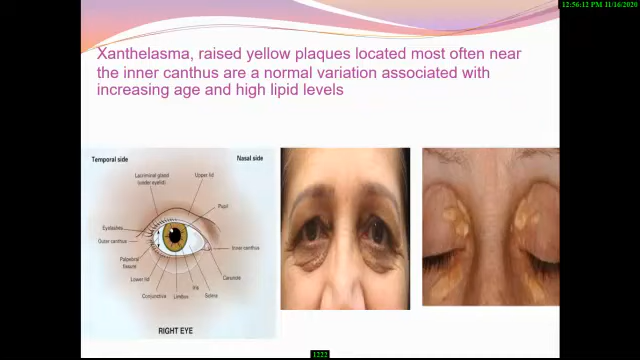 12:56:12 PM 11/16/2020
Xanthelasma, raised yellow plaques located most often near
the inner canthus are a normal variation associated with
increasing age and high lipid levels
Temporal side
Nasal side
Lacrimal gland
(under eyelid)
Upper lid
Pupil
Eyelashes
Outer canthus
Inner canthus
Palpebral
fissure
Lower lid
Caruncle
Iris
Conjunctiva
Limbus
Sclera
RIGHT EYE
1222